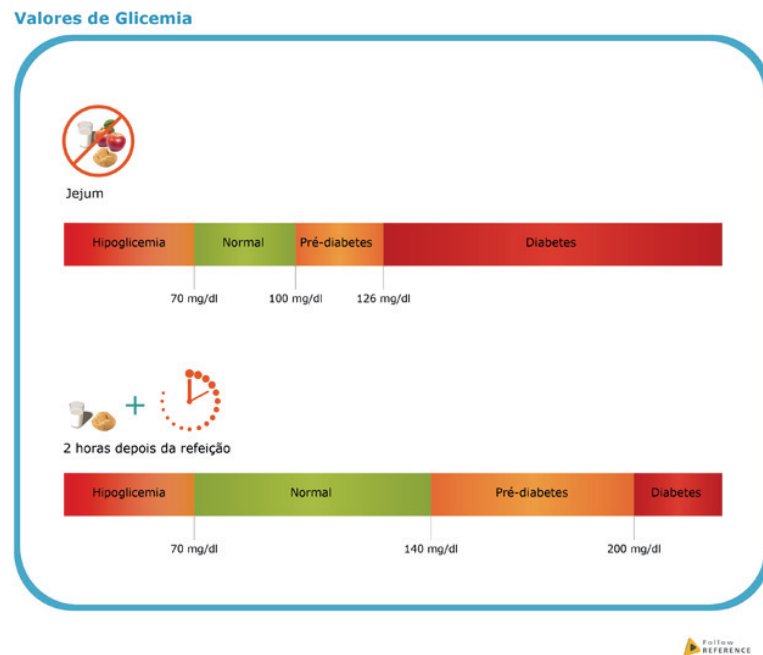 Valores de Glicemia
Jejum
Hipoglicemia Normal Pré-diabetes Diabetes
70 mg/dl 100 mg/dl 126 mg/dl
2 horas depois da refeição
Hipoglicemia Normal Pré-diabetes Diabetes
70 mg/dl 140 mg/dl 200 mg/dl
Follow
REFERENCE